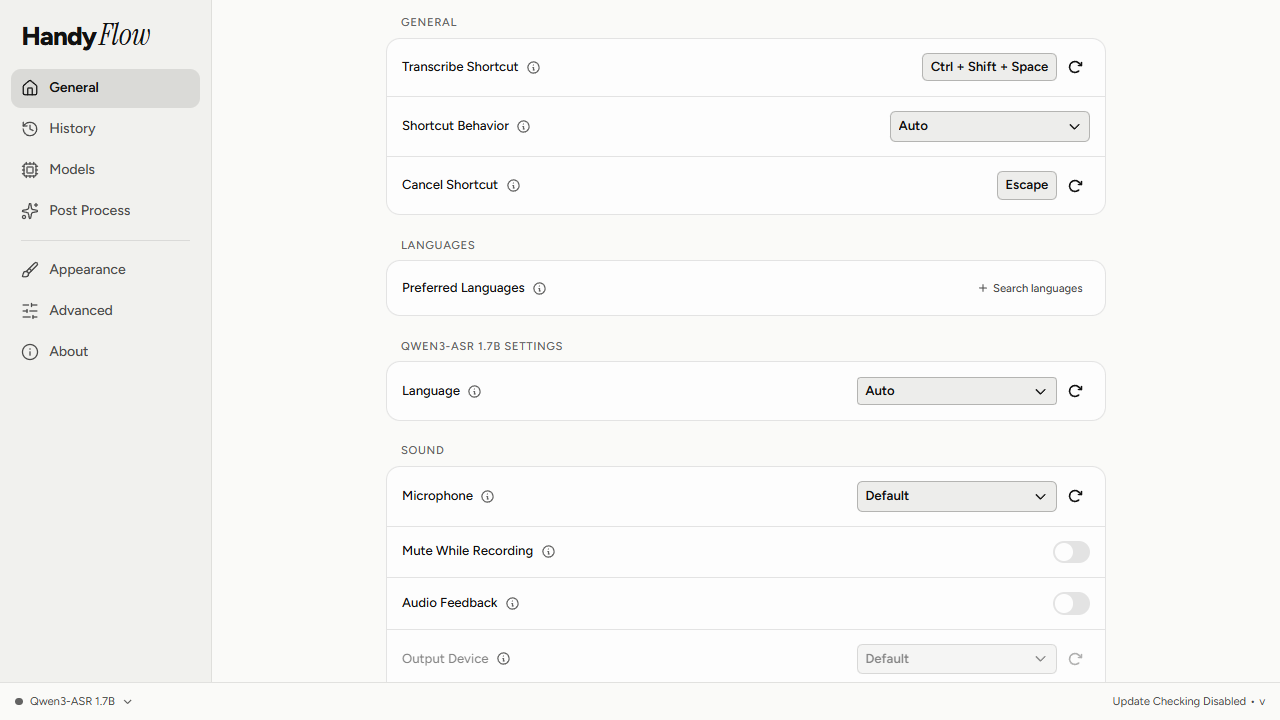 Handy Flow
General
History
Models
Post Process
Appearance
Advanced
About
GENERAL
Transcribe Shortcut Ctrl + Shift + Space
Shortcut Behavior Auto
Cancel Shortcut Escape
LANGUAGES
Preferred Languages + Search languages
QWEN3-ASR 1.7B SETTINGS
Language Auto
SOUND
Microphone Default
Mute While Recording
Audio Feedback
Output Device Default
Qwen3-ASR 1.7B Update Checking Disabled • v